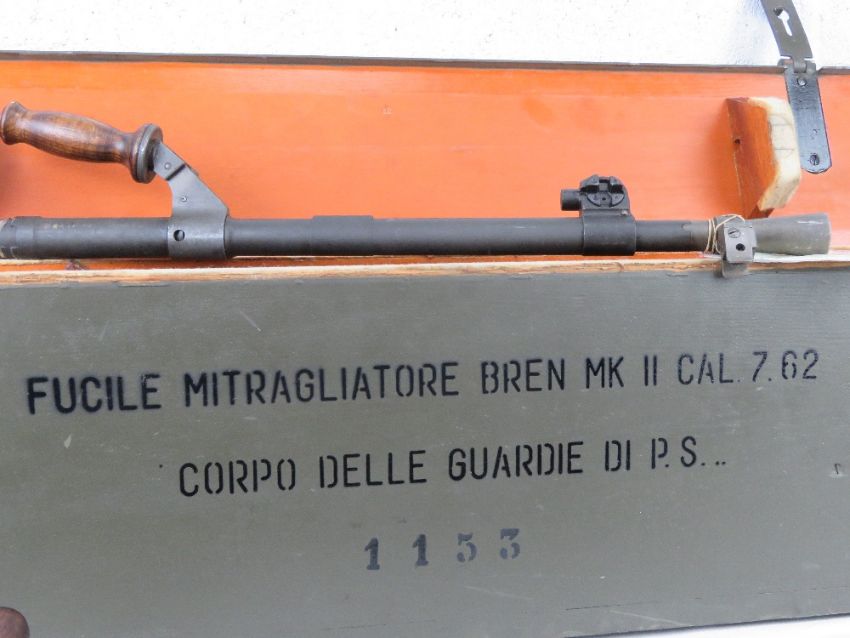 FUCILE MITRAGLIATORE BREN MK II CAL. 7.62
CORPO DELLE GUARDIE DI P.S...
1153